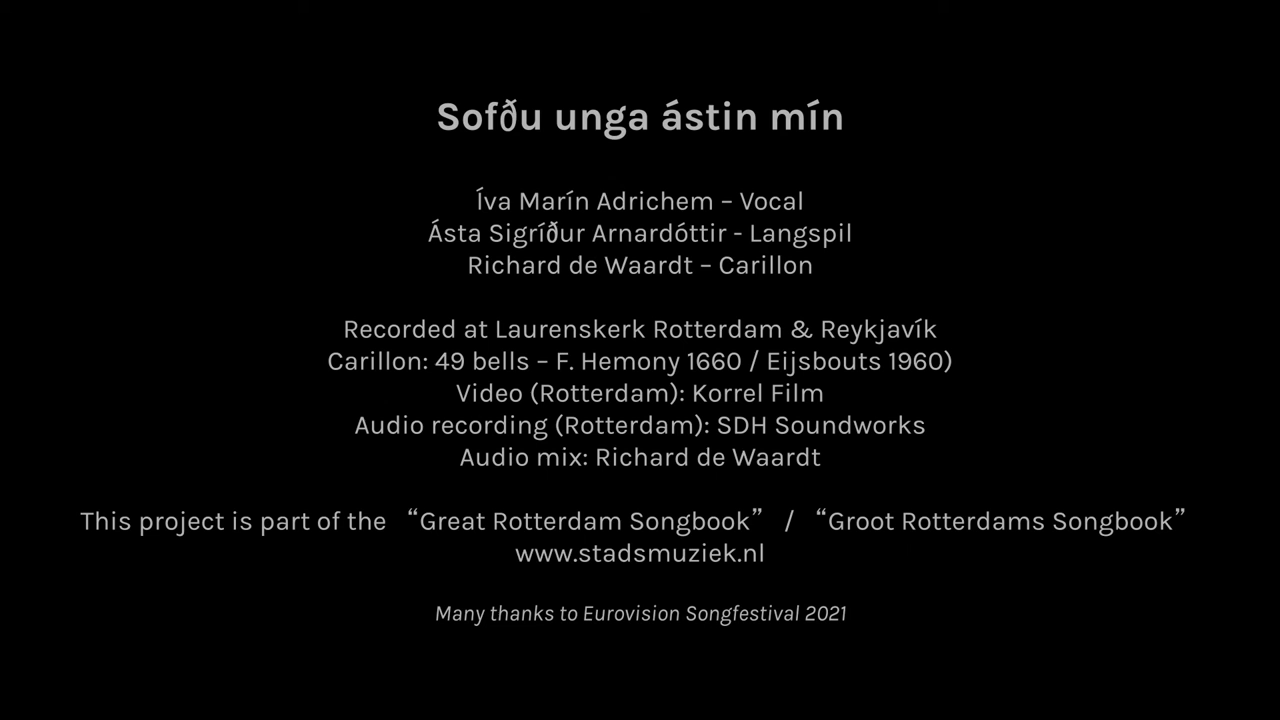 Sofðu unga ástin mín
Íva Marín Adrichem – Vocal
Ásta Sigríður Arnardóttir - Langspil
Richard de Waardt – Carillon
Recorded at Laurenskerk Rotterdam & Reykjavík
Carillon: 49 bells – F. Hemony 1660 / Eijsbouts 1960)
Video (Rotterdam): Korrel Film
Audio recording (Rotterdam): SDH Soundworks
Audio mix: Richard de Waardt
This project is part of the “Great Rotterdam Songbook” / “Groot Rotterdams Songbook”
www.stadsmuziek.nl
Many thanks to Eurovision Songfestival 2021